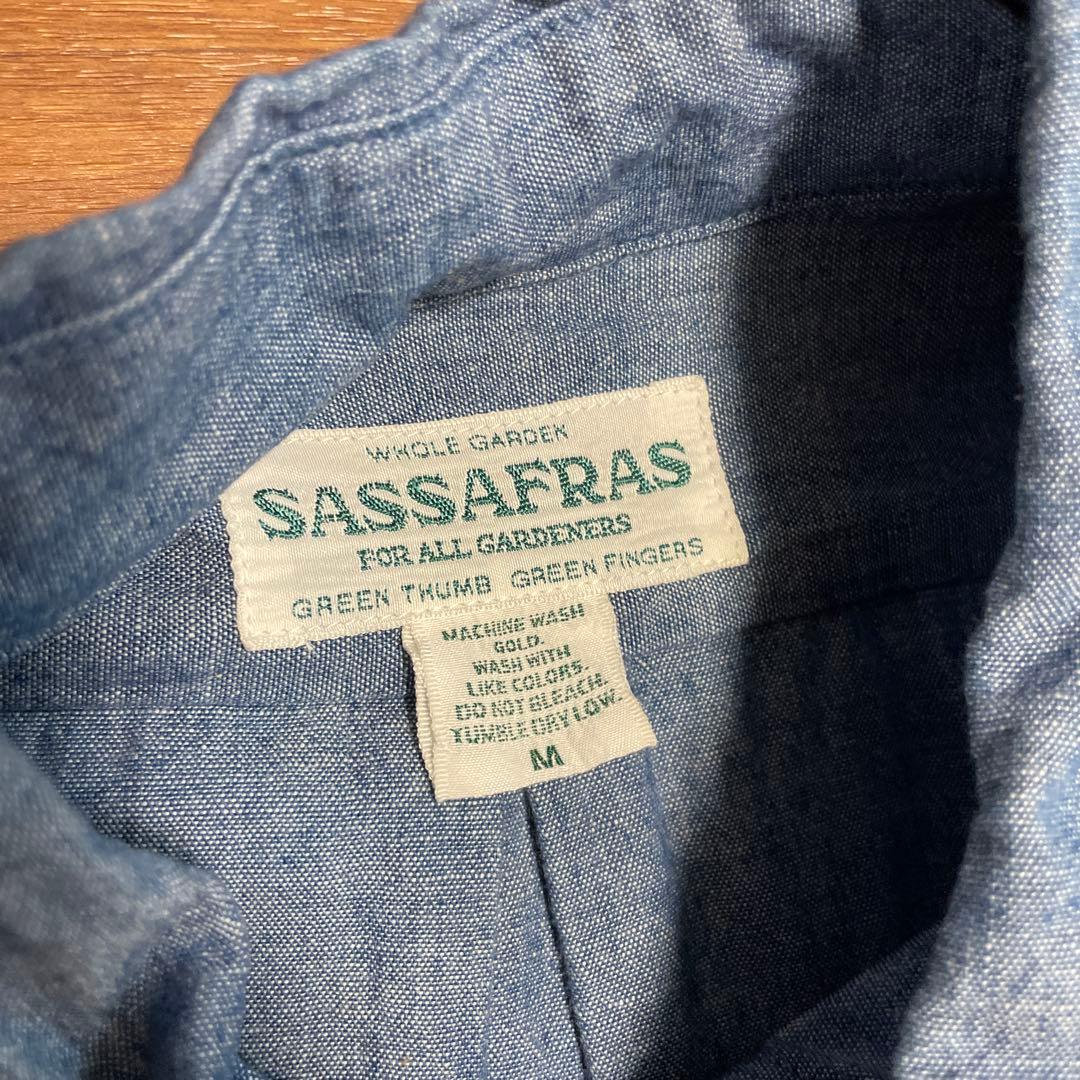 WHOLE GARDEN
SASSAFRAS
FOR ALL GARDENERS
GREEN THUMB GREEN FINGERS
MACHINE WASH
COLD.
WASH WITH
LIKE COLORS.
DO NOT BLEACH.
TUMBLE DRY LOW.
M